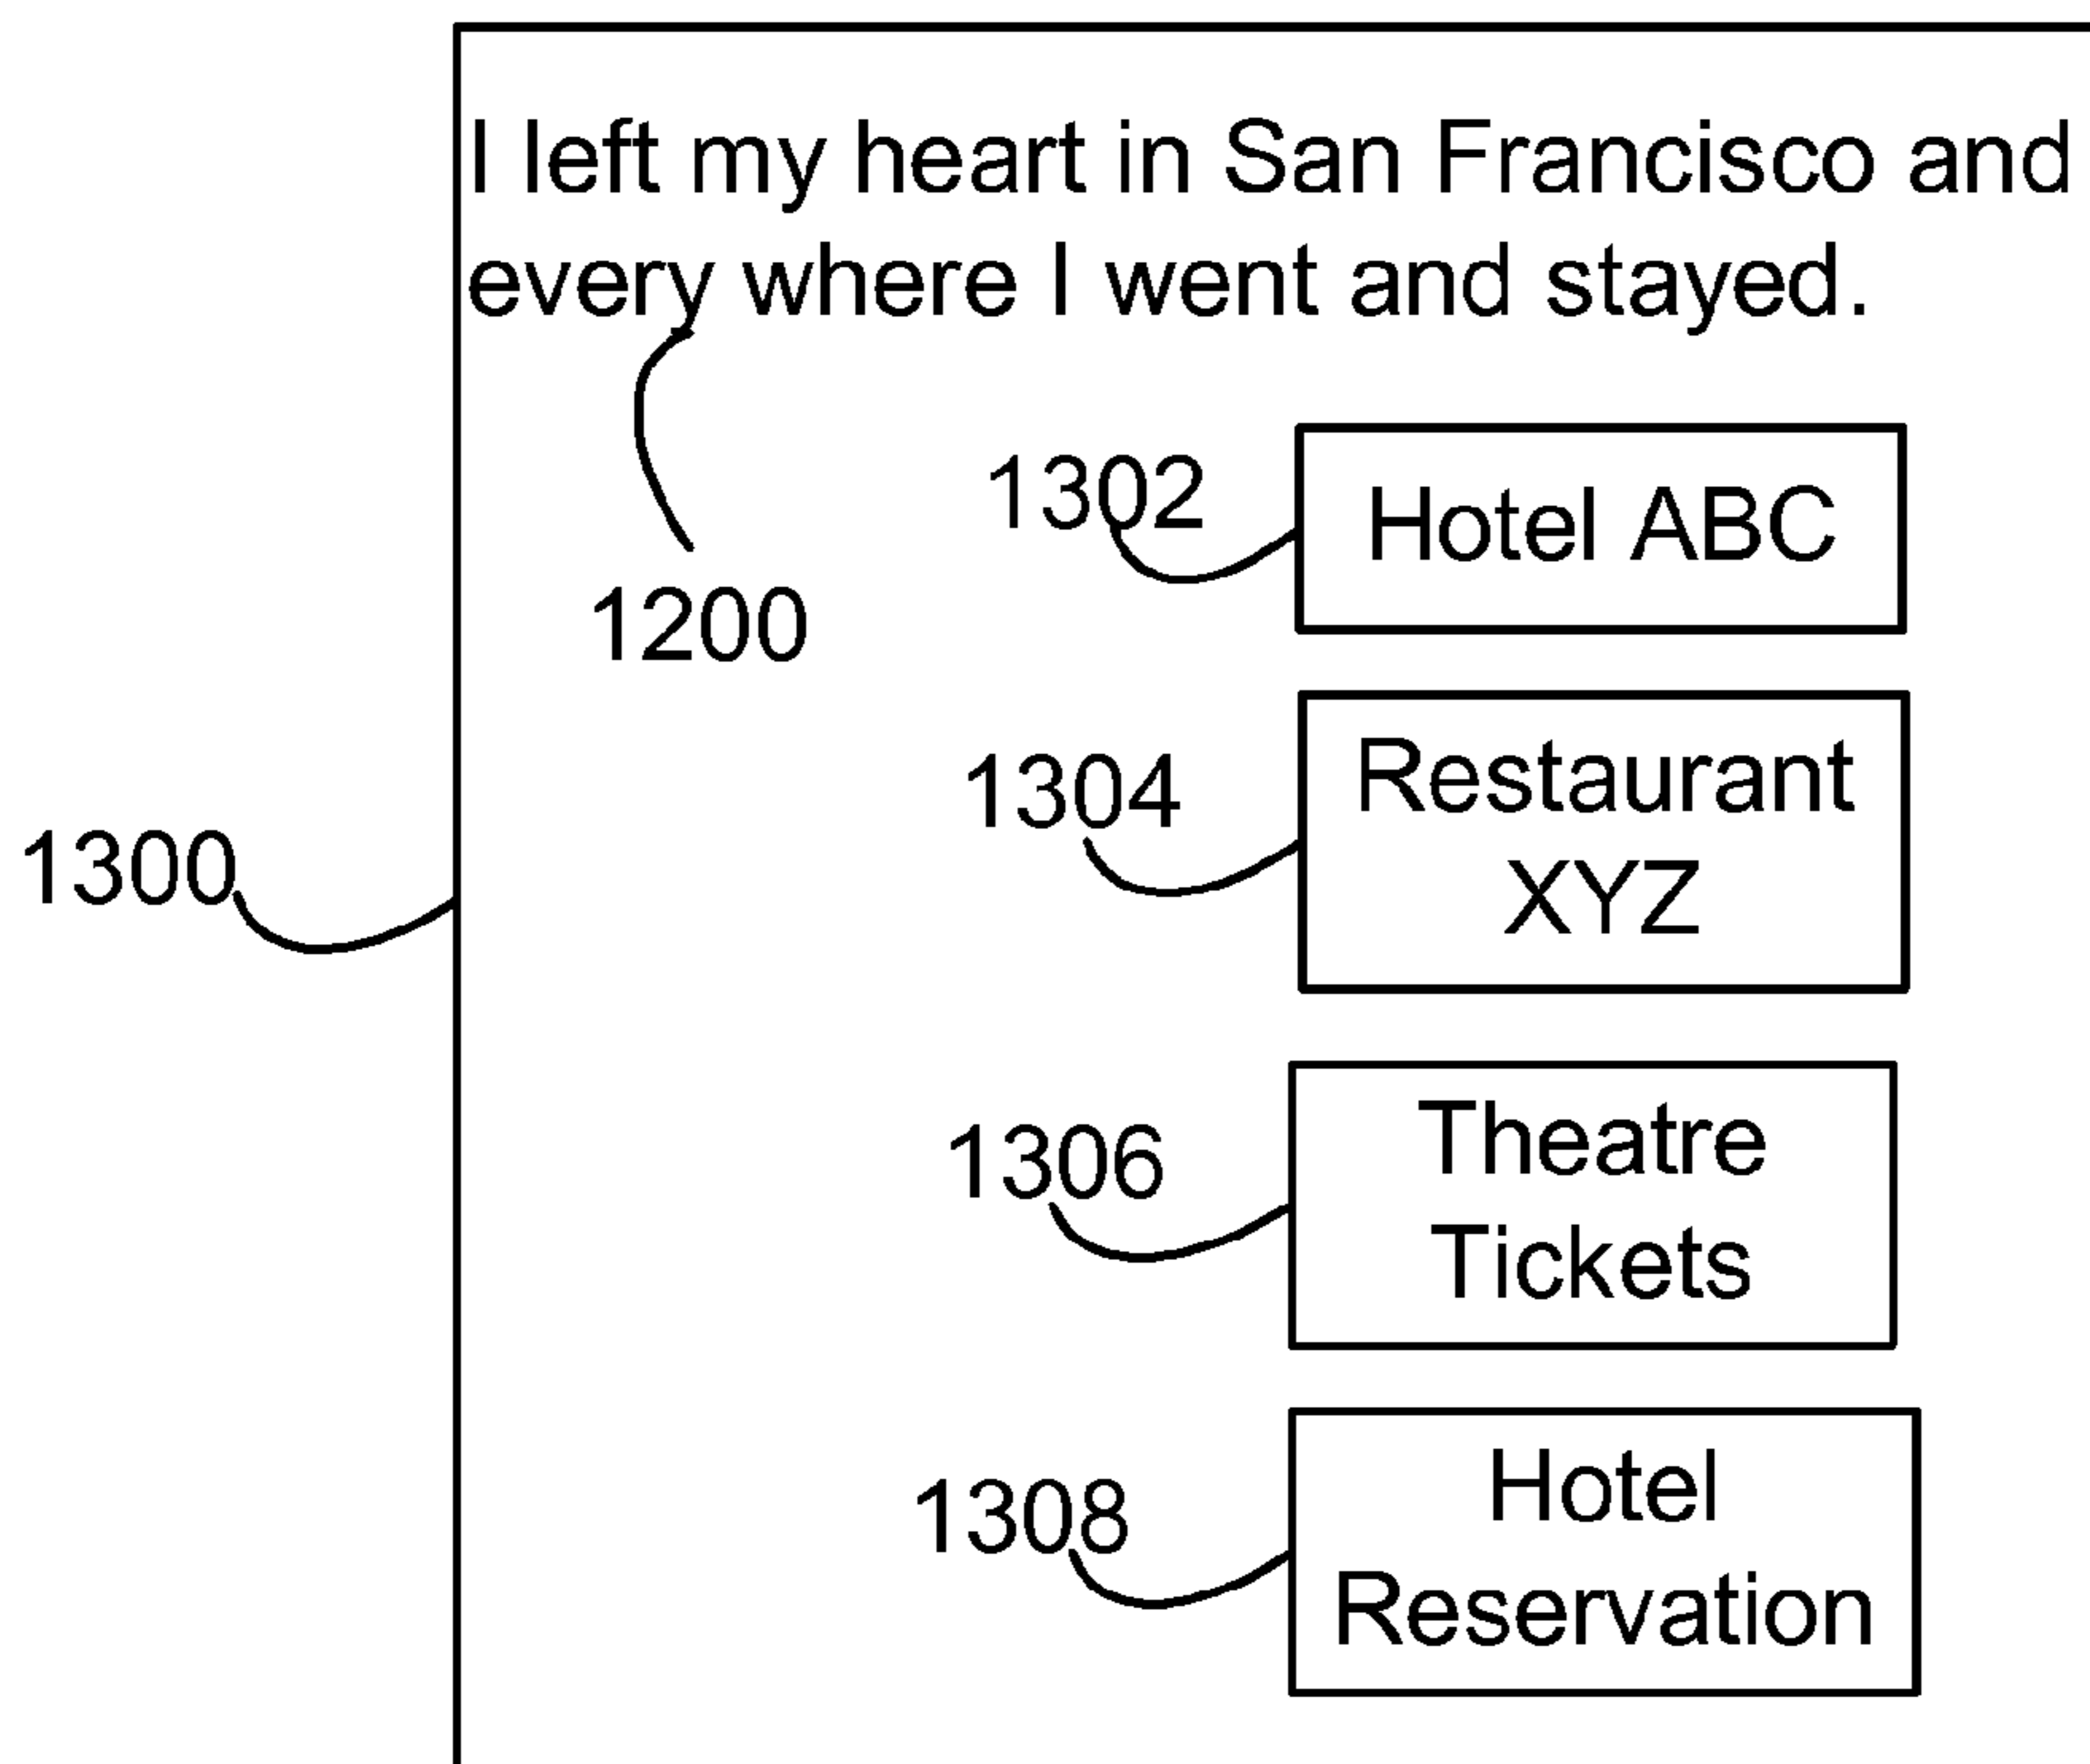 I left my heart in San Francisco and
every where I went and stayed.
1302
Hotel ABC
1200
1304
Restaurant
XYZ
1300
1306
Theatre
Tickets
1308
Hotel
Reservation